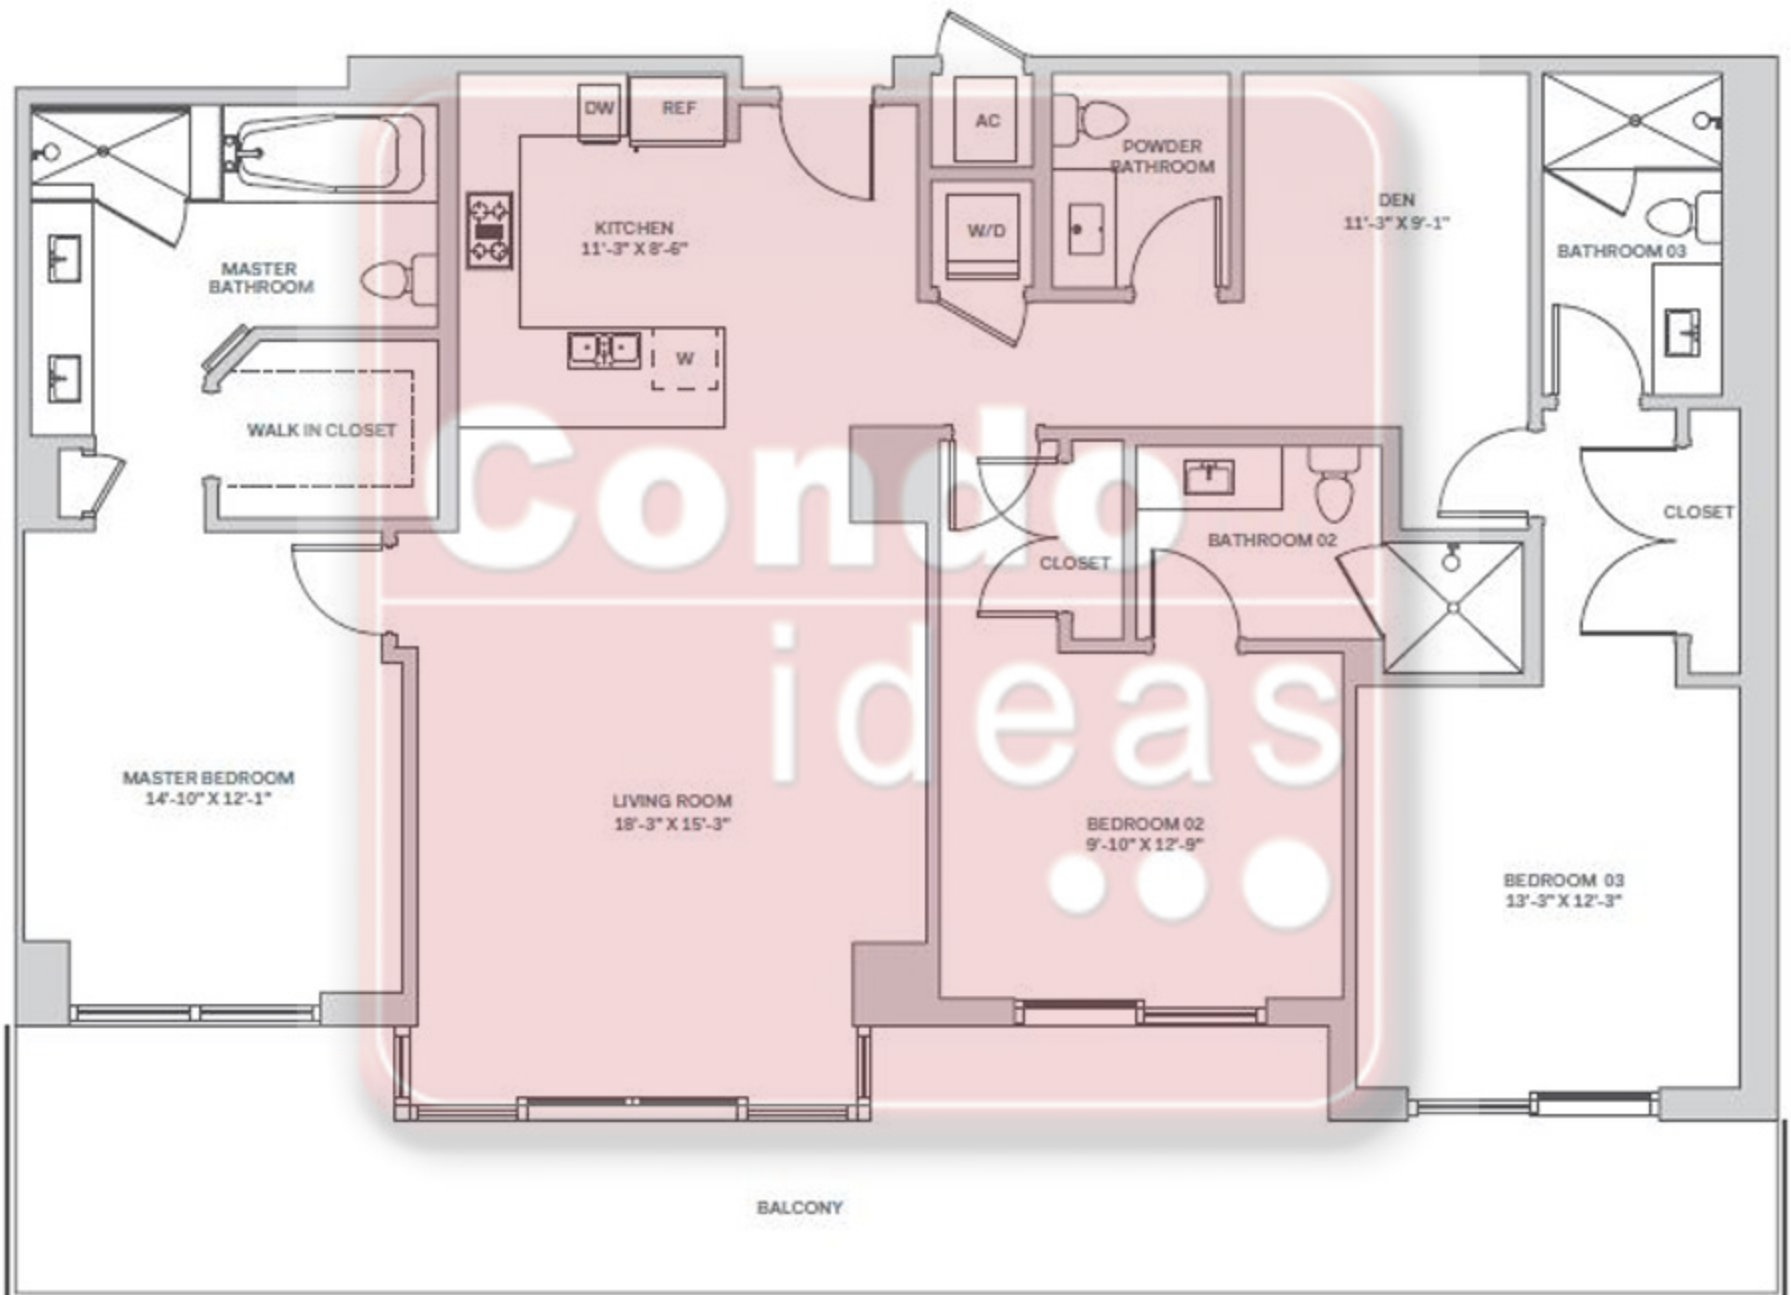 DW
REF
AC
POWDER
BATHROOM
KITCHEN
11'-3" X 8'-6"
W/D
DEN
11'-3" X 9'-1"
BATHROOM 03
MASTER
BATHROOM
W
WALK IN CLOSET
Condo
ideas
CLOSET
BATHROOM 02
CLOSET
MASTER BEDROOM
14'-10" X 12'-1"
LIVING ROOM
18'-3" X 15'-3"
BEDROOM 02
9'-10" X 12'-9"
BEDROOM 03
13'-3" X 12'-3"
BALCONY